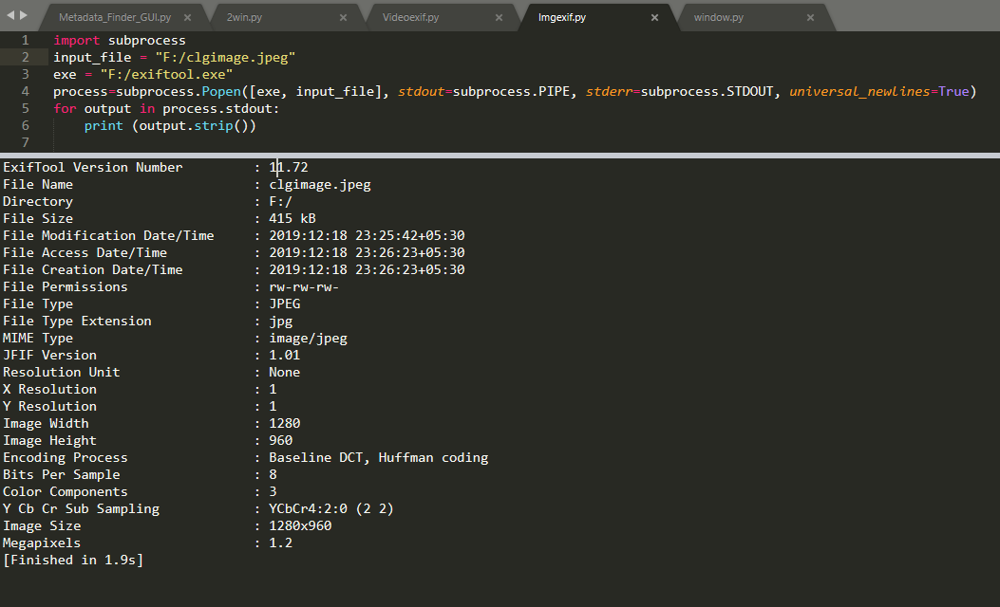 Metadata_Finder_GUI.py × 2win.py × Videoexif.py × Imgexif.py × window.py ×
1 import subprocess
2 input_file = "F:/clgimage.jpeg"
3 exe = "F:/exiftool.exe"
4 process=subprocess.Popen([exe, input_file], stdout=subprocess.PIPE, stderr=subprocess.STDOUT, universal_newlines=True)
5 for output in process.stdout:
6 print (output.strip())
7
ExifTool Version Number : 11.72
File Name : clgimage.jpeg
Directory : F:/
File Size : 415 kB
File Modification Date/Time : 2019:12:18 23:25:42+05:30
File Access Date/Time : 2019:12:18 23:26:23+05:30
File Creation Date/Time : 2019:12:18 23:26:23+05:30
File Permissions : rw-rw-rw-
File Type : JPEG
File Type Extension : jpg
MIME Type : image/jpeg
JFIF Version : 1.01
Resolution Unit : None
X Resolution : 1
Y Resolution : 1
Image Width : 1280
Image Height : 960
Encoding Process : Baseline DCT, Huffman coding
Bits Per Sample : 8
Color Components : 3
Y Cb Cr Sub Sampling : YCbCr4:2:0 (2 2)
Image Size : 1280x960
Megapixels : 1.2
[Finished in 1.9s]